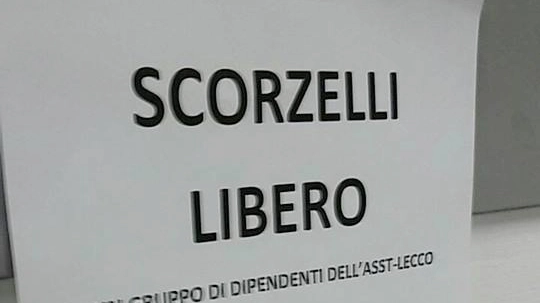 SCORZELLI
LIBERO
GRUPPO DI DIPENDENTI DELL'ASST-LECCO